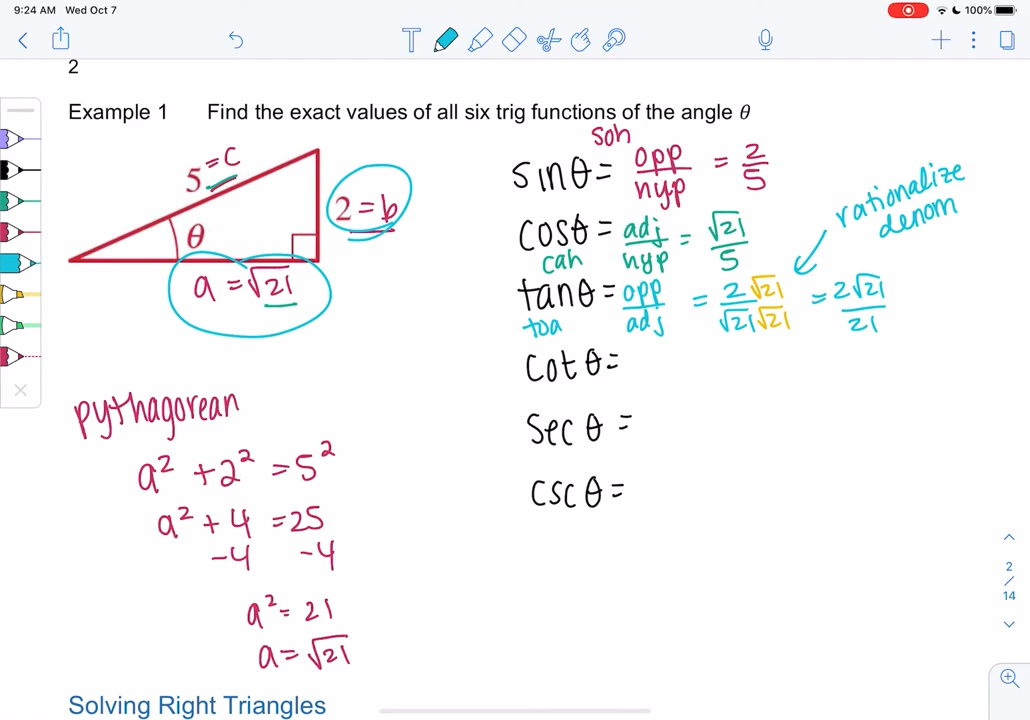 9:24 AM Wed Oct 7
100%
2
Example 1 Find the exact values of all six trig functions of the angle θ
5 = c
2 = b
θ
a = √21
soh
sinθ = opp/hyp = 2/5
cosθ = adj/hyp = √21/5
cah
rationalize
denom
tanθ = opp/adj = 2√21/√21√21 = 2√21/21
toa
cot θ =
sec θ =
csc θ =
pythagorean
a² + 2² = 5²
a² + 4 = 25
-4 -4
a² = 21
a = √21
2
/
14
Solving Right Triangles